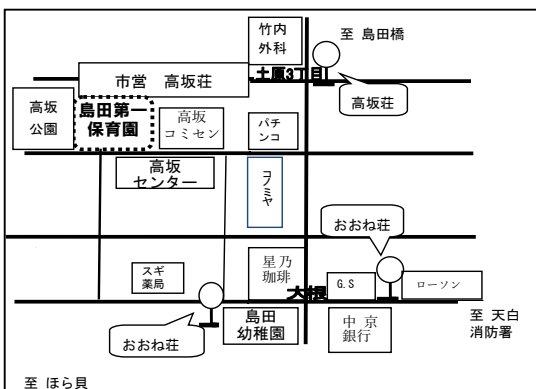 竹内
外科
至 島田橋
土原3丁目
市営 高坂荘
高坂荘
高坂
公園
島田第一
保育園
高坂
コミセン
パチ
ンコ
高坂
センター
コノミヤ
おおね荘
星乃
珈琲
スギ
薬局
大根
G.S
ローソン
おおね荘
島田
幼稚園
中京
銀行
至 天白
消防署
至 ほら貝